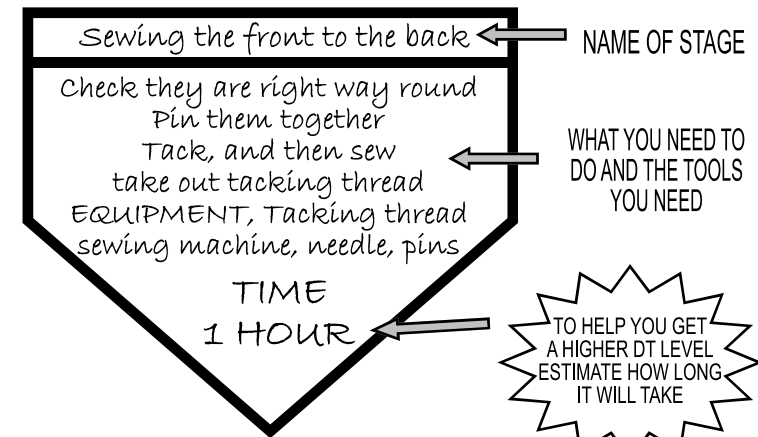 Sewing the front to the back
NAME OF STAGE
Check they are right way round
Pin them together
Tack, and then sew
take out tacking thread
EQUIPMENT, Tacking thread
sewing machine, needle, pins
WHAT YOU NEED TO
DO AND THE TOOLS
YOU NEED
TIME
1 HOUR
TO HELP YOU GET
A HIGHER DT LEVEL
ESTIMATE HOW LONG
IT WILL TAKE